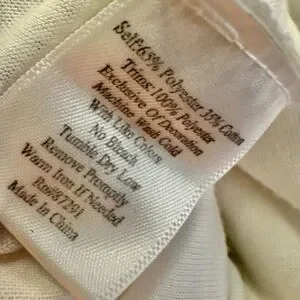 Self:65% Polyester 35% Cotton
Trims:100% Polyester
Exclusive Of Decoration
Machine Wash Cold
With Like Colors
No Bleach
Tumble Dry Low
Remove Promptly
Warm Iron If Needed
Rn#87391
Made In China